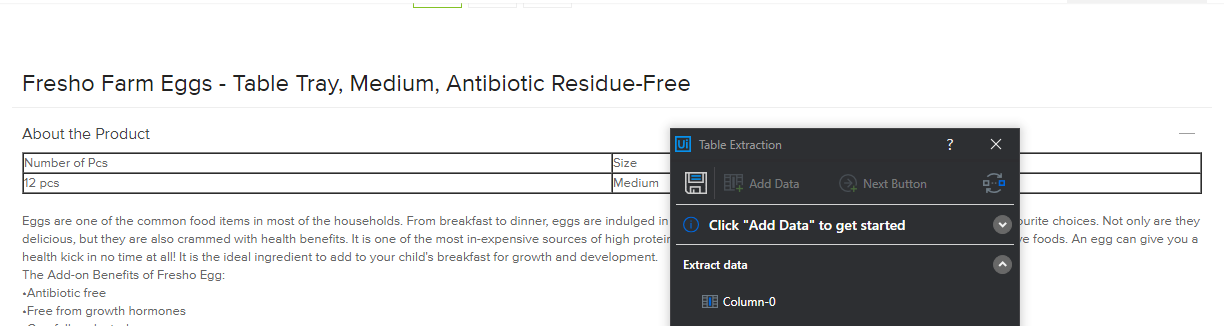 Fresho Farm Eggs - Table Tray, Medium, Antibiotic Residue-Free
About the Product
Number of Pcs Size
12 pcs Medium
Eggs are one of the common food items in most of the households. From breakfast to dinner, eggs are indulged in ourite choices. Not only are they
delicious, but they are also crammed with health benefits. It is one of the most in-expensive sources of high protei e foods. An egg can give you a
health kick in no time at all! It is the ideal ingredient to add to your child's breakfast for growth and development.
The Add-on Benefits of Fresho Egg:
•Antibiotic free
•Free from growth hormones
Ui Table Extraction ? ×
Add Data Next Button
Click "Add Data" to get started
Extract data
Column-0